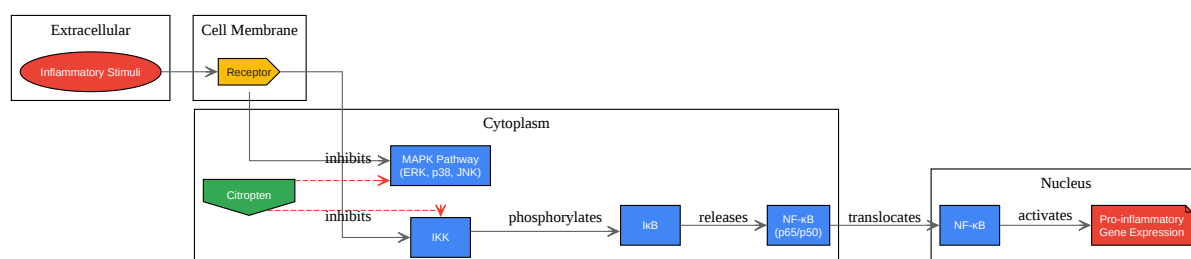 Extracellular
Inflammatory Stimuli
Cell Membrane
Receptor
Cytoplasm
inhibits
MAPK Pathway
(ERK, p38, JNK)
Citropten
inhibits
IKK
phosphorylates
IκB
releases
NF-κB
(p65/p50)
translocates
Nucleus
NF-κB
activates
Pro-inflammatory
Gene Expression